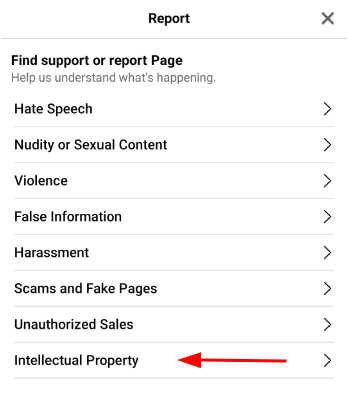 Report
Find support or report Page
Help us understand what's happening.
Hate Speech
Nudity or Sexual Content
Violence
False Information
Harassment
Scams and Fake Pages
Unauthorized Sales
Intellectual Property